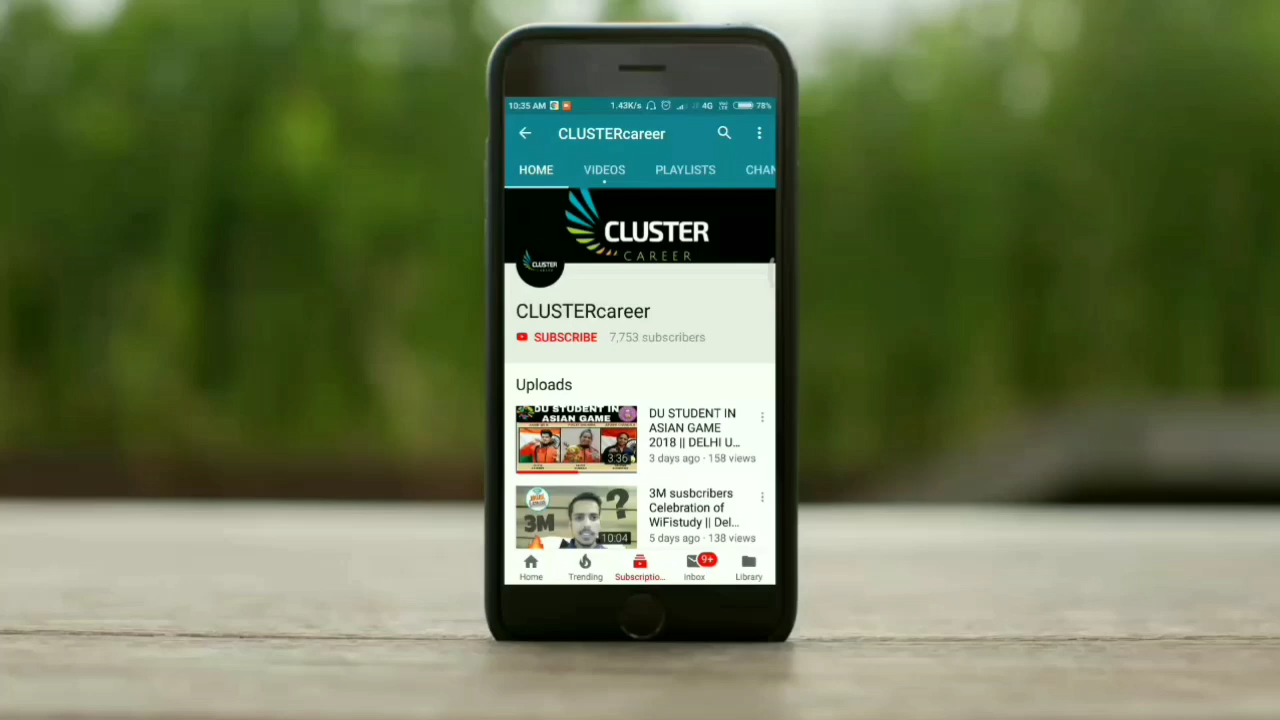 10:35 AM 1.43K/s 4G 78%
CLUSTERcareer
HOME VIDEOS PLAYLISTS CHAN
CLUSTER
CAREER
CLUSTER
CLUSTERcareer
SUBSCRIBE 7,753 subscribers
Uploads
DU STUDENT IN
ASIAN GAME
3:36
DU STUDENT IN
ASIAN GAME
2018 || DELHI U...
3 days ago · 158 views
3M
?
10:04
3M susbcribers
Celebration of
WiFistudy || Del...
5 days ago · 138 views
9+
Home Trending Subscriptio... Inbox Library